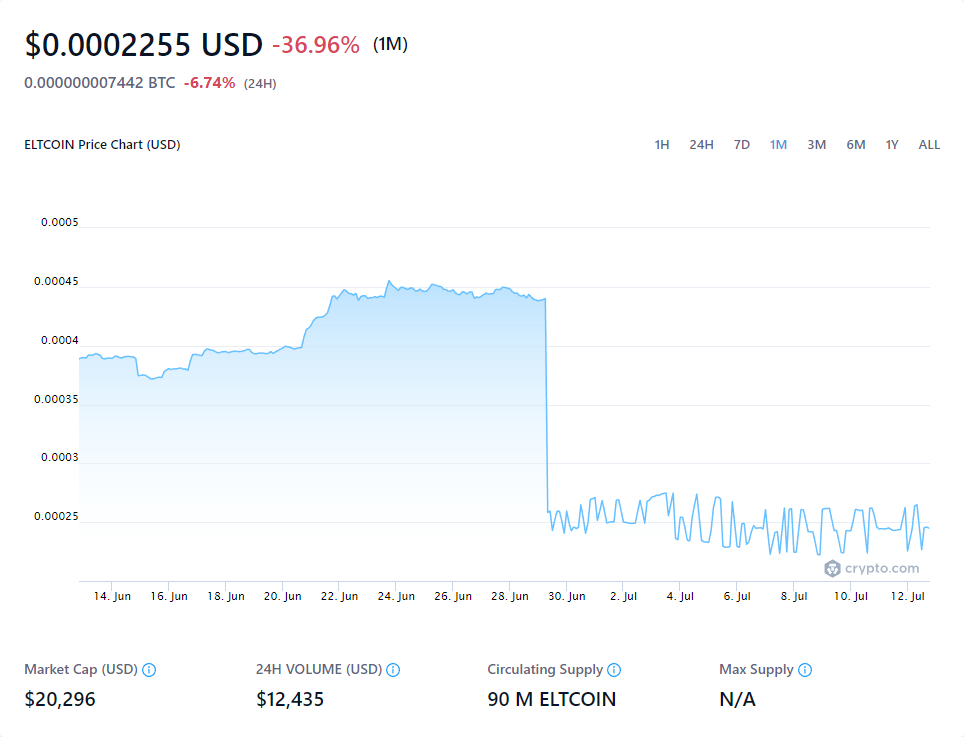 $0.0002255 USD -36.96% (1M)
0.000000007442 BTC -6.74% (24H)
ELTCOIN Price Chart (USD) 1H 24H 7D 1M 3M 6M 1Y ALL
0.0005
0.00045
0.0004
0.00035
0.0003
0.00025
crypto.com
14. Jun 16. Jun 18. Jun 20. Jun 22. Jun 24. Jun 26. Jun 28. Jun 30. Jun 2. Jul 4. Jul 6. Jul 8. Jul 10. Jul 12. Jul
Market Cap (USD) 24H VOLUME (USD) Circulating Supply Max Supply
$20,296 $12,435 90 M ELTCOIN N/A